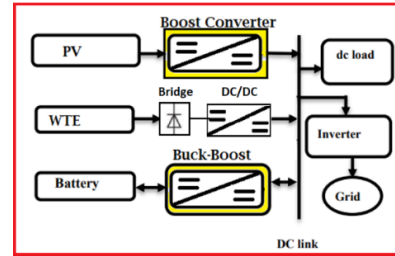 Boost Converter
PV
dc load
Bridge
DC/DC
WTE
Inverter
Buck-Boost
Battery
Grid
DC link